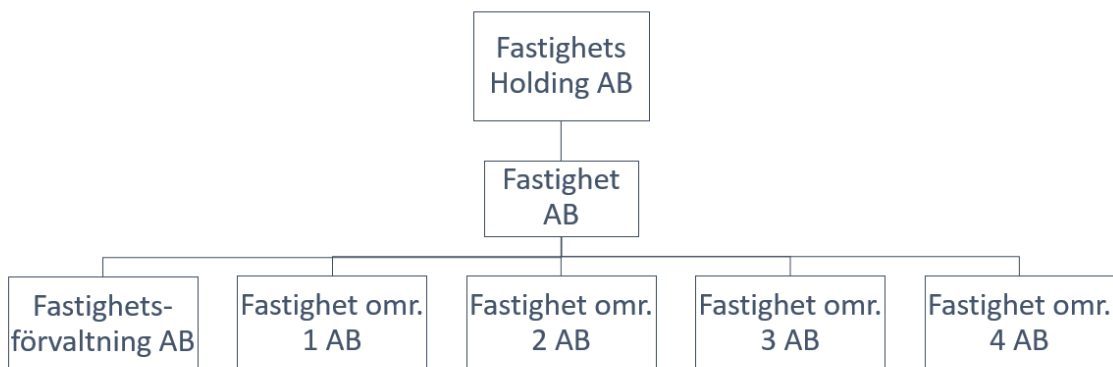 Fastighets
Holding AB
Fastighet
AB
Fastighets-
förvaltning AB
Fastighet omr.
1 AB
Fastighet omr.
2 AB
Fastighet omr.
3 AB
Fastighet omr.
4 AB